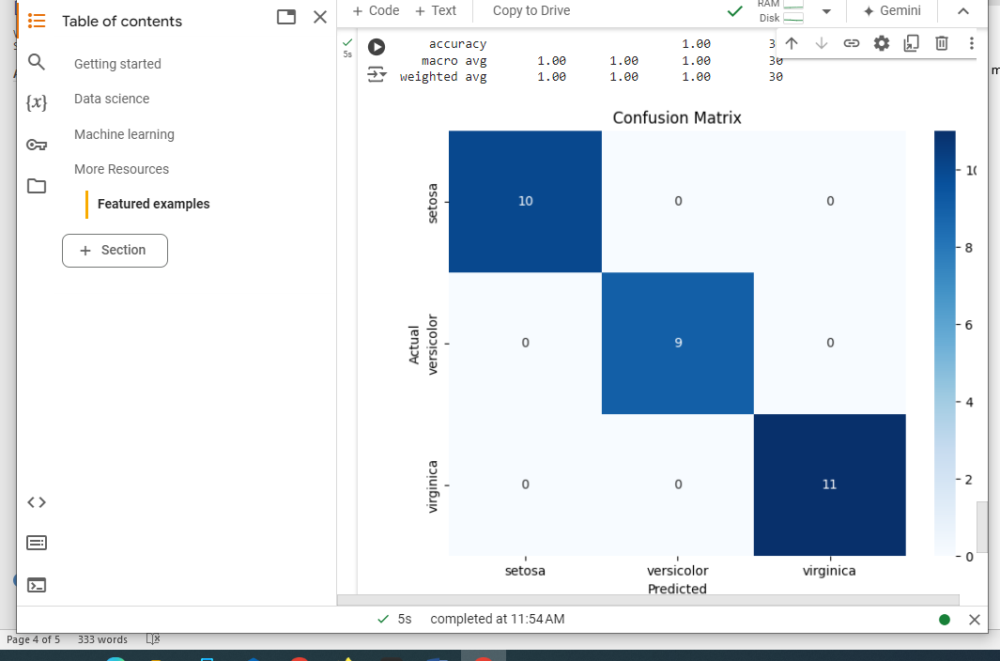 Table of contents
Getting started
Data science
Machine learning
More Resources
Featured examples
+ Section
{x}
+ Code + Text Copy to Drive
RAM
Disk
Gemini
5s
accuracy 1.00 3
macro avg 1.00 1.00 1.00 30
weighted avg 1.00 1.00 1.00 30
Confusion Matrix
setosa 10 0 0
Actual
versicolor 0 9 0
virginica 0 0 11
setosa versicolor virginica
Predicted
10
8
6
4
2
0
5s completed at 11:54 AM
Page 4 of 5 333 words